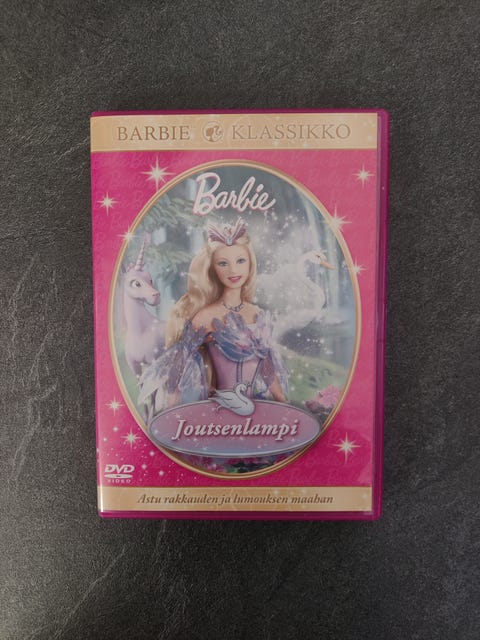 BARBIE KLASSIKKO
Barbie
Joutsenlampi
DVD
VIDEO
Astu rakkauden ja lumouksen maahan